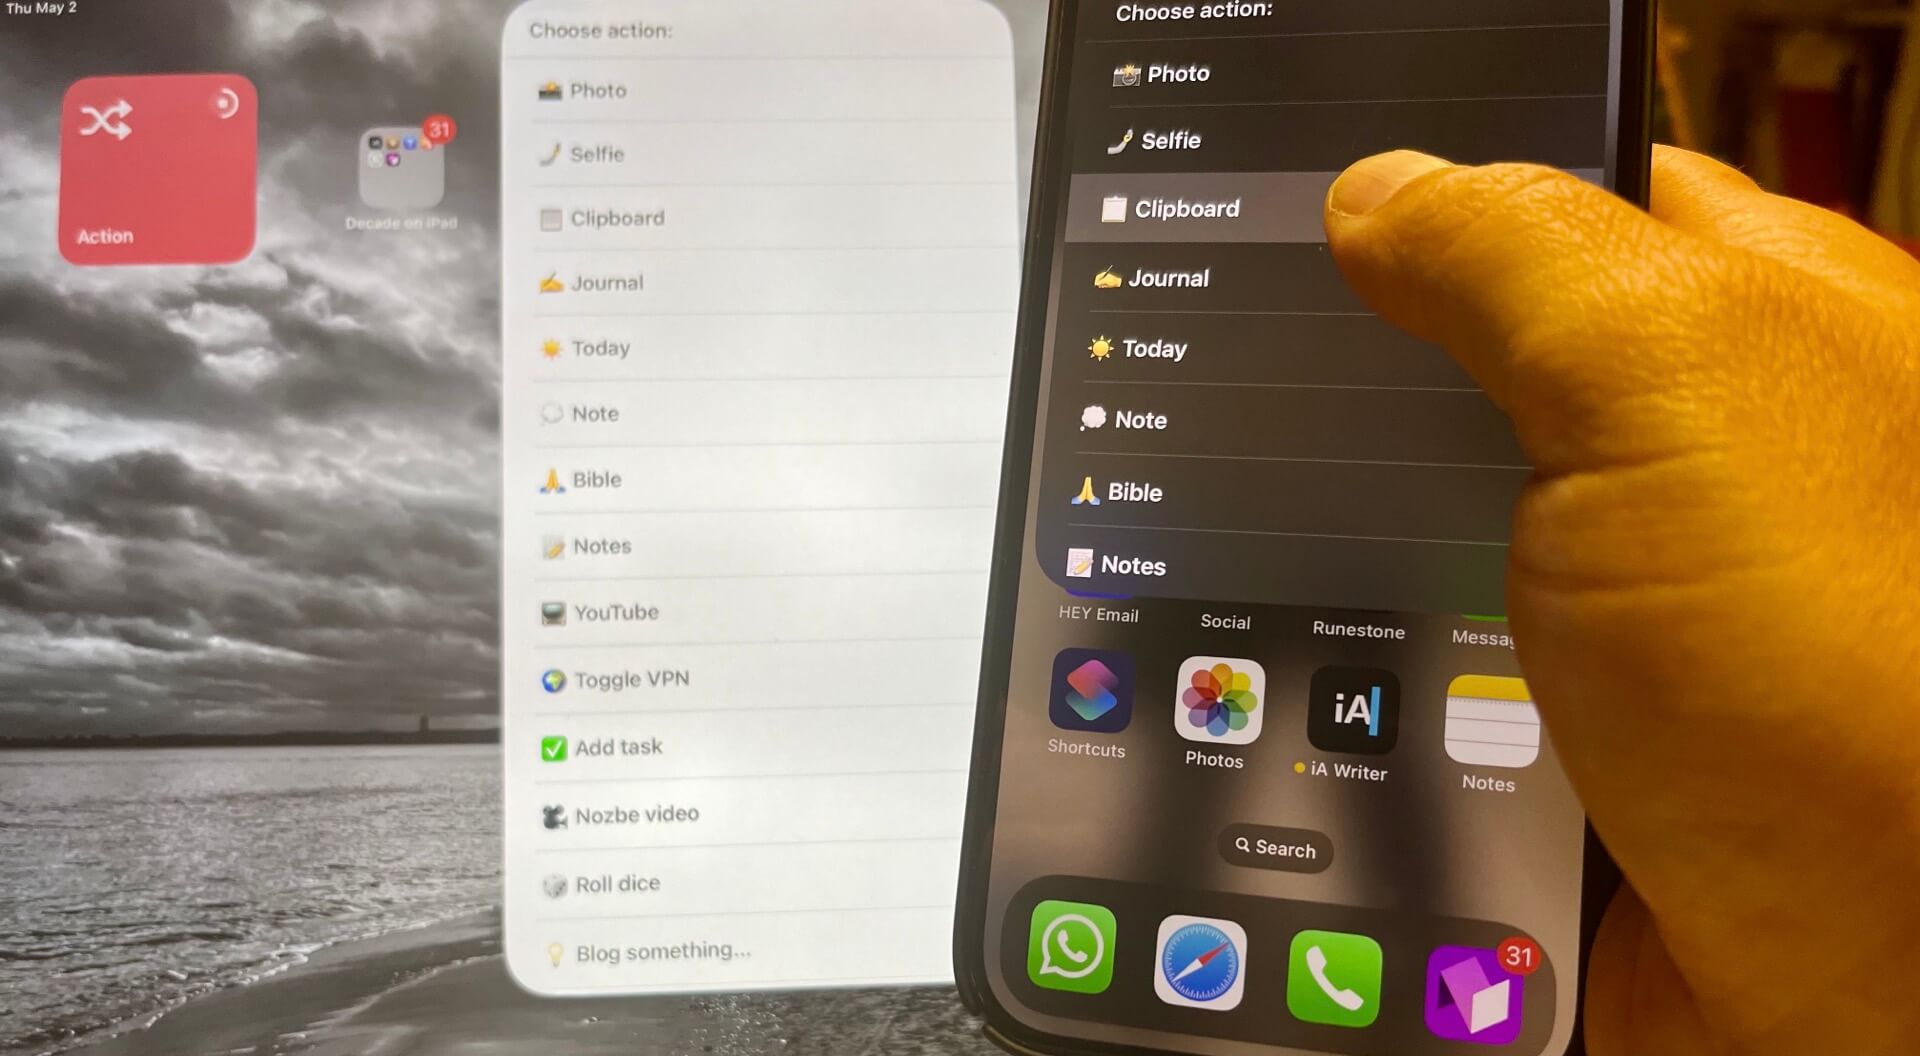 Thu May 2
Action
31
Decade on iPad
Choose action:
Photo
Selfie
Clipboard
Journal
Today
Note
Bible
Notes
YouTube
Toggle VPN
Add task
Nozbe video
Roll dice
Blog something...
Choose action:
Photo
Selfie
Clipboard
Journal
Today
Note
Bible
Notes
HEY Email
Social
Runestone
Messag
iA
Shortcuts
Photos
iA Writer
Notes
Search
31